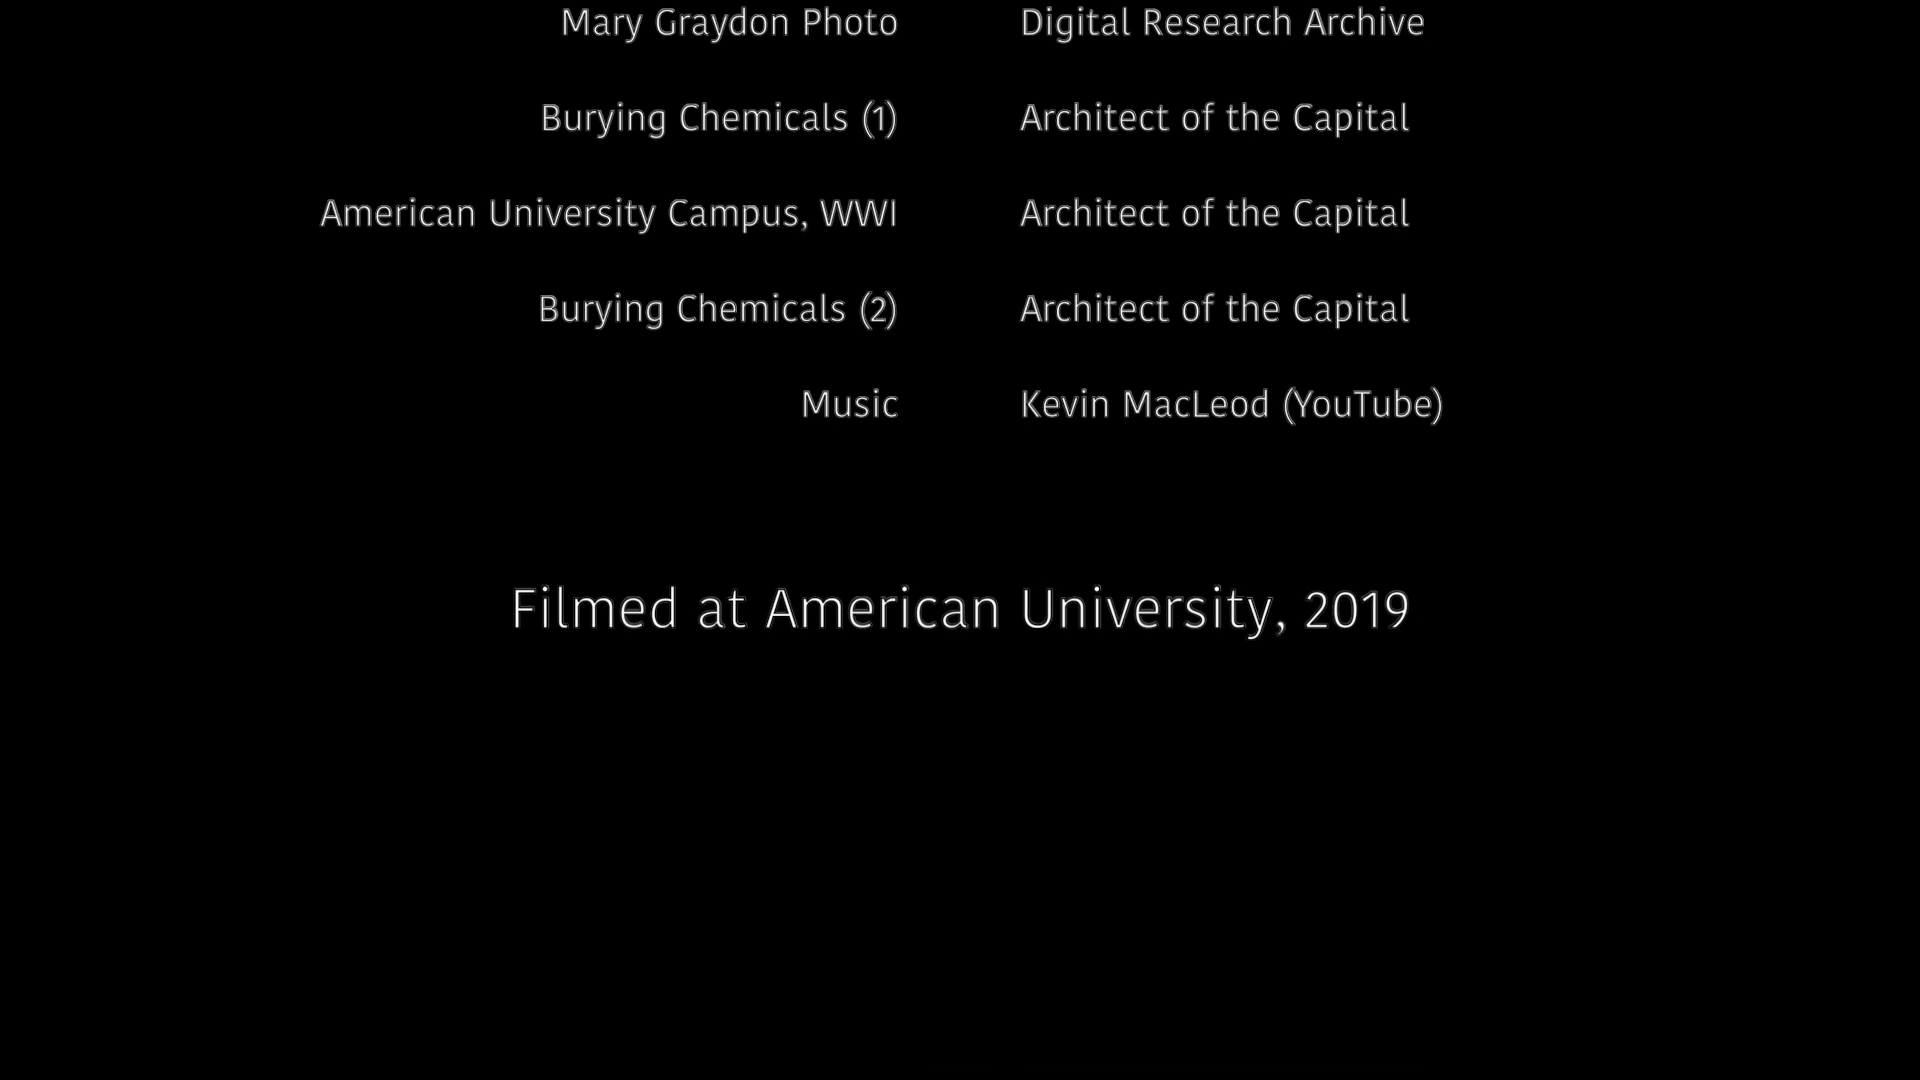 Mary Graydon Photo Digital Research Archive
Burying Chemicals (1) Architect of the Capital
American University Campus, WWI Architect of the Capital
Burying Chemicals (2) Architect of the Capital
Music Kevin MacLeod (YouTube)
Filmed at American University, 2019